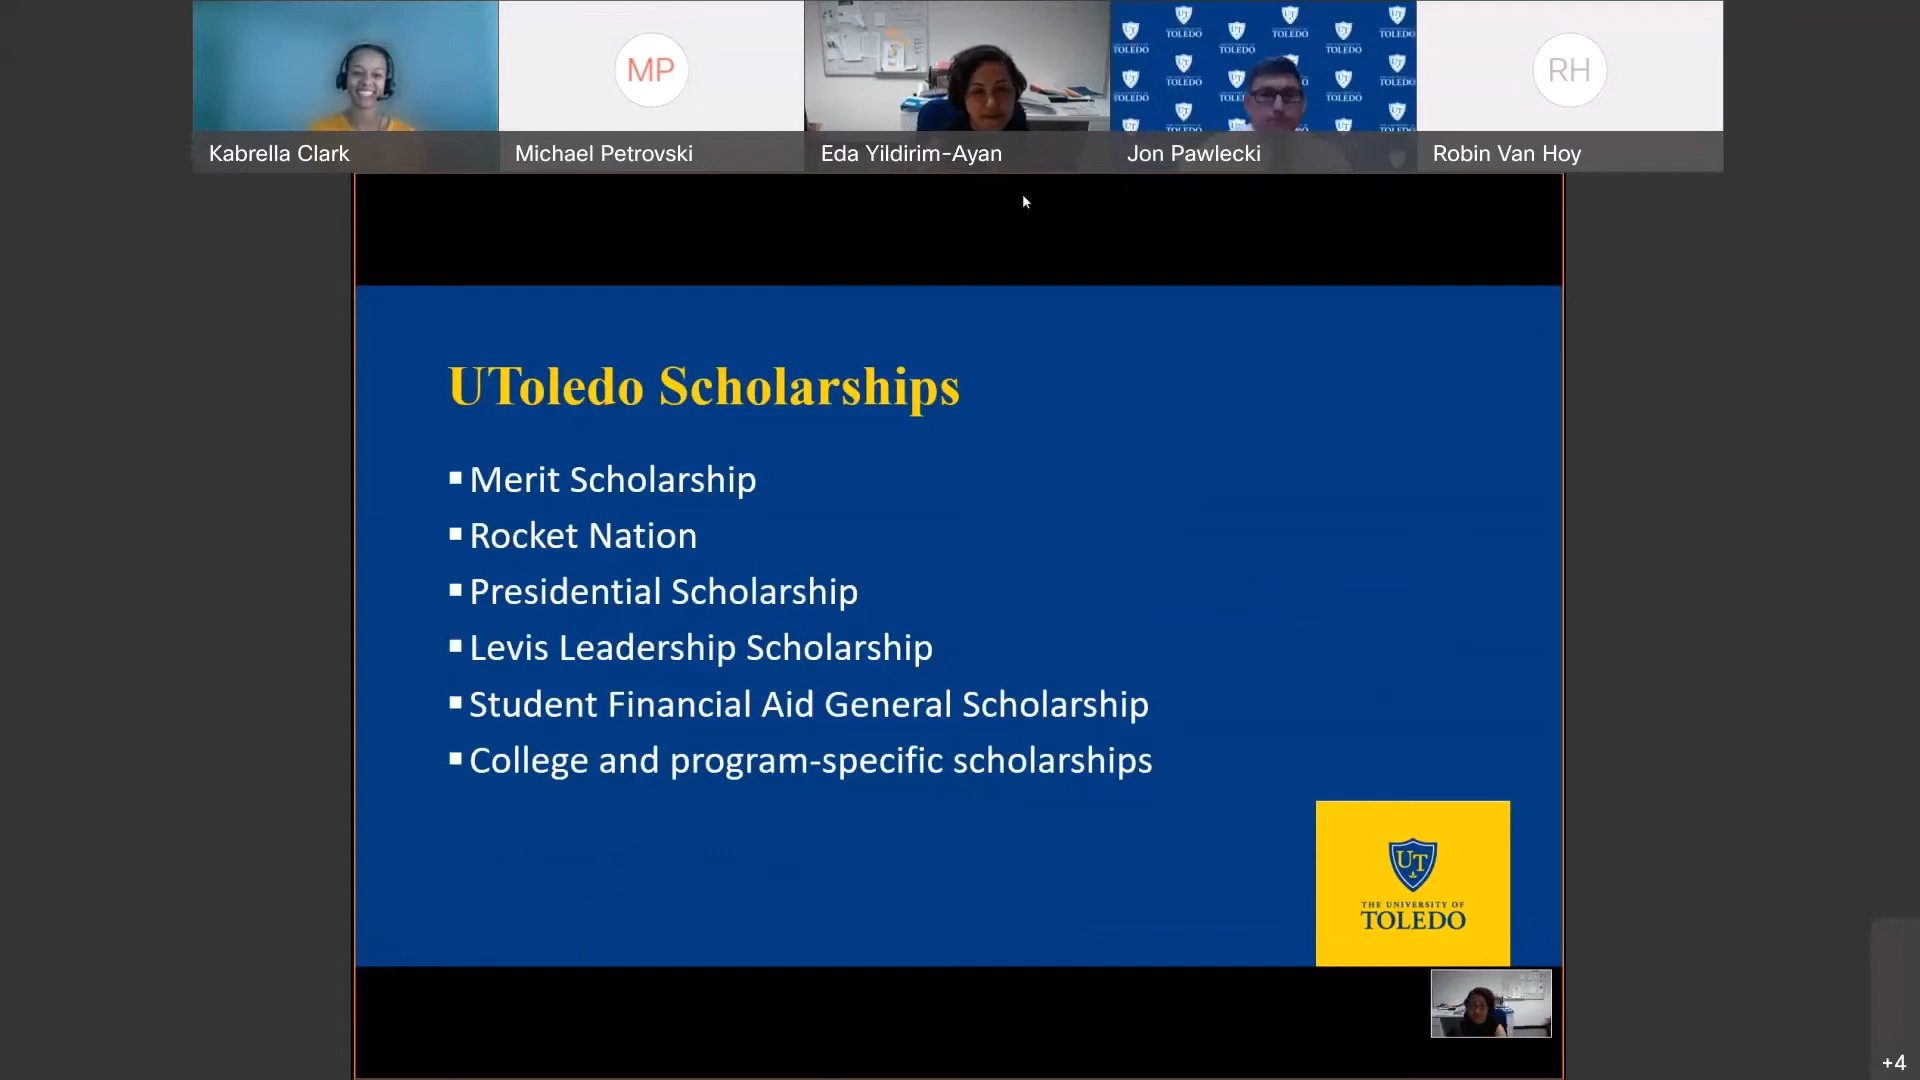 MP
UT
TOLEDO
RH
Kabrella Clark
Michael Petrovski
Eda Yildirim-Ayan
Jon Pawlecki
Robin Van Hoy
UToledo Scholarships
Merit Scholarship
Rocket Nation
Presidential Scholarship
Levis Leadership Scholarship
Student Financial Aid General Scholarship
College and program-specific scholarships
UT
THE UNIVERSITY OF
TOLEDO
+4